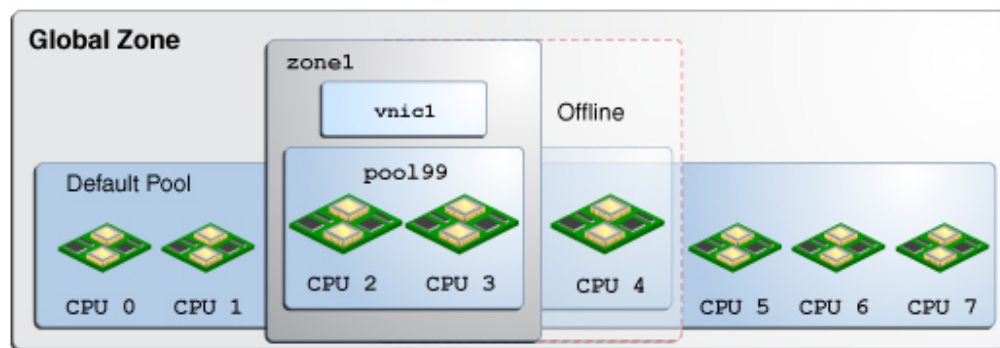 Global Zone
zone1
vnic1
Offline
Default Pool
pool99
CPU 0
CPU 1
CPU 2
CPU 3
CPU 4
CPU 5
CPU 6
CPU 7